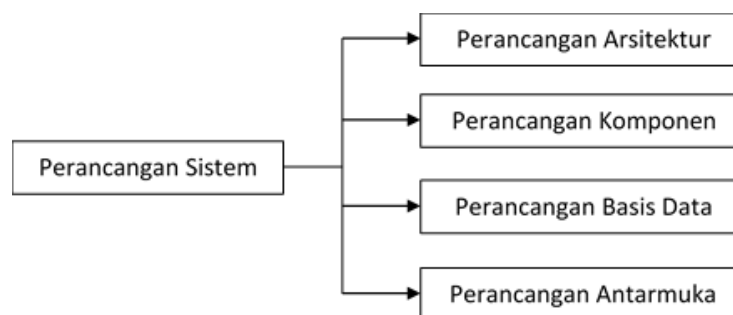 Perancangan Arsitektur
Perancangan Komponen
Perancangan Sistem
Perancangan Basis Data
Perancangan Antarmuka